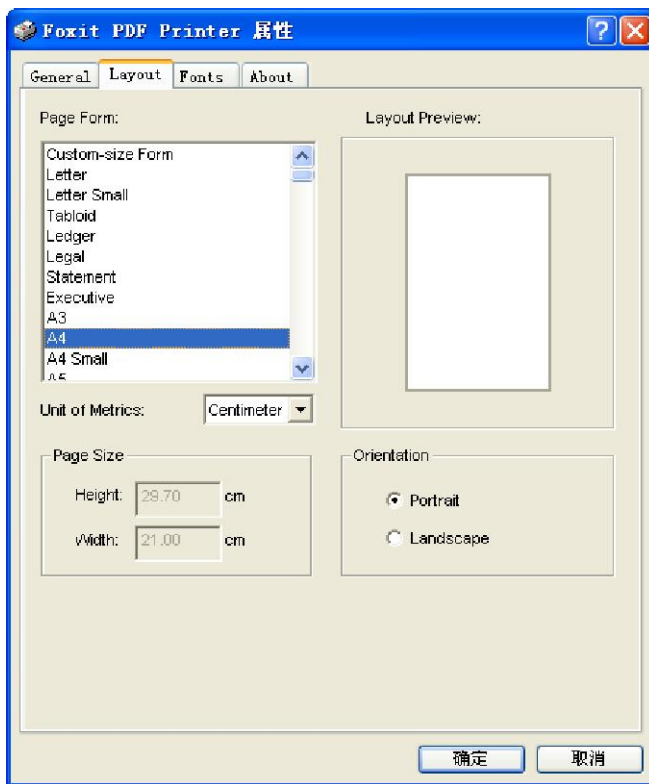 Foxit PDF Printer 属性
General Layout Fonts About
Page Form:
Custom-size Form
Letter
Letter Small
Tabloid
Ledger
Legal
Statement
Executive
A3
A4
A4 Small
A5
Unit of Metrics: Centimeter
Page Size
Height: 29.70 cm
Width: 21.00 cm
Layout Preview:
Orientation
Portrait
Landscape
确定 取消